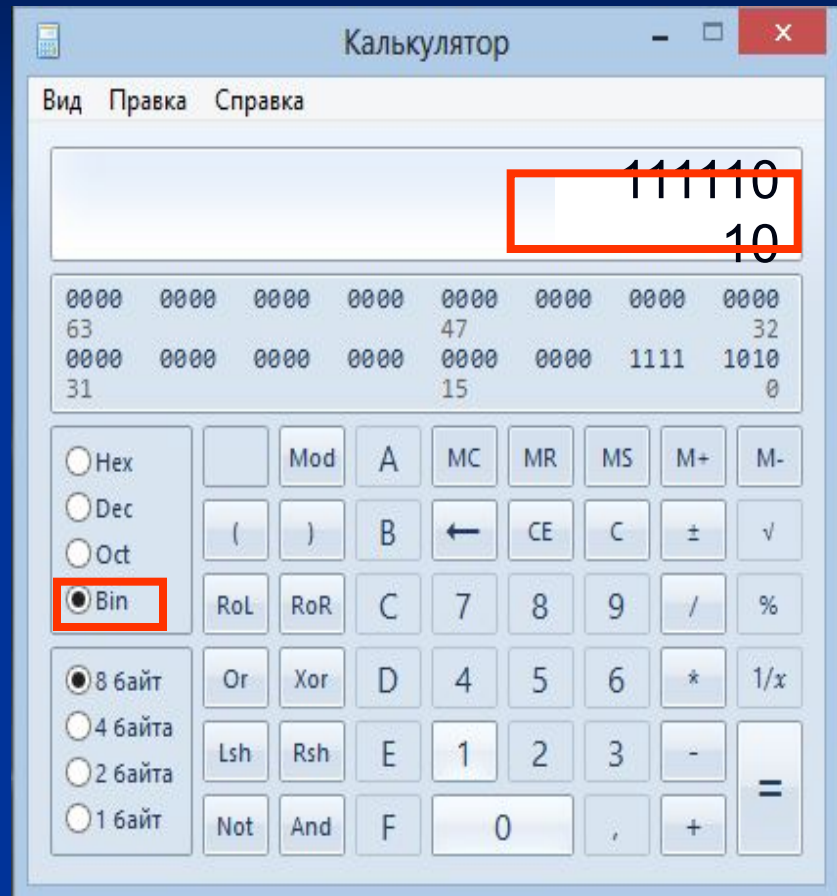 Калькулятор
Вид Правка Справка
111110
10
0000 0000 0000 0000 0000 0000 0000 0000
63 47 32
0000 0000 0000 0000 0000 0000 1111 1010
31 15 0
Hex Mod A MC MR MS M+ M-
Dec
( ) B ← CE C ± √
Oct
Bin RoL RoR C 7 8 9 / %
8 байт Or Xor D 4 5 6 * 1/x
4 байта
Lsh Rsh E 1 2 3 - =
2 байта
1 байт Not And F 0 , +